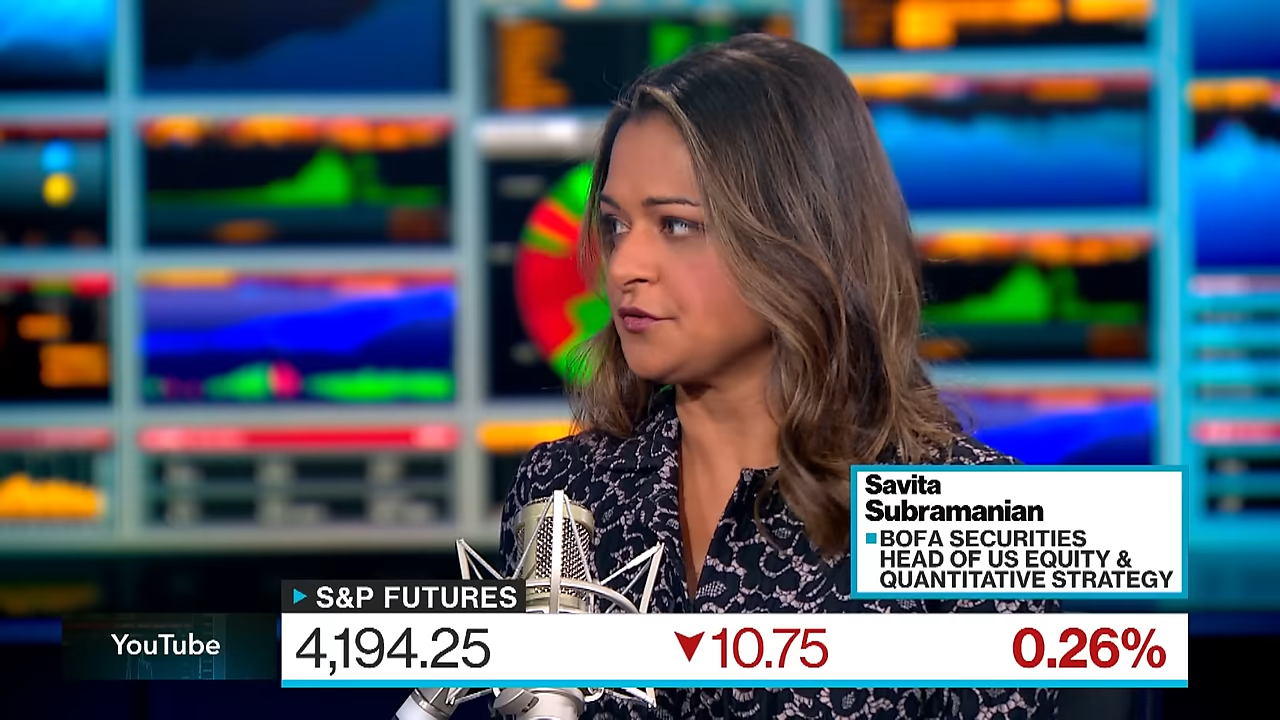 Savita
Subramanian
BOFA SECURITIES
HEAD OF US EQUITY &
QUANTITATIVE STRATEGY
S&P FUTURES
YouTube
4,194.25 10.75 0.26%